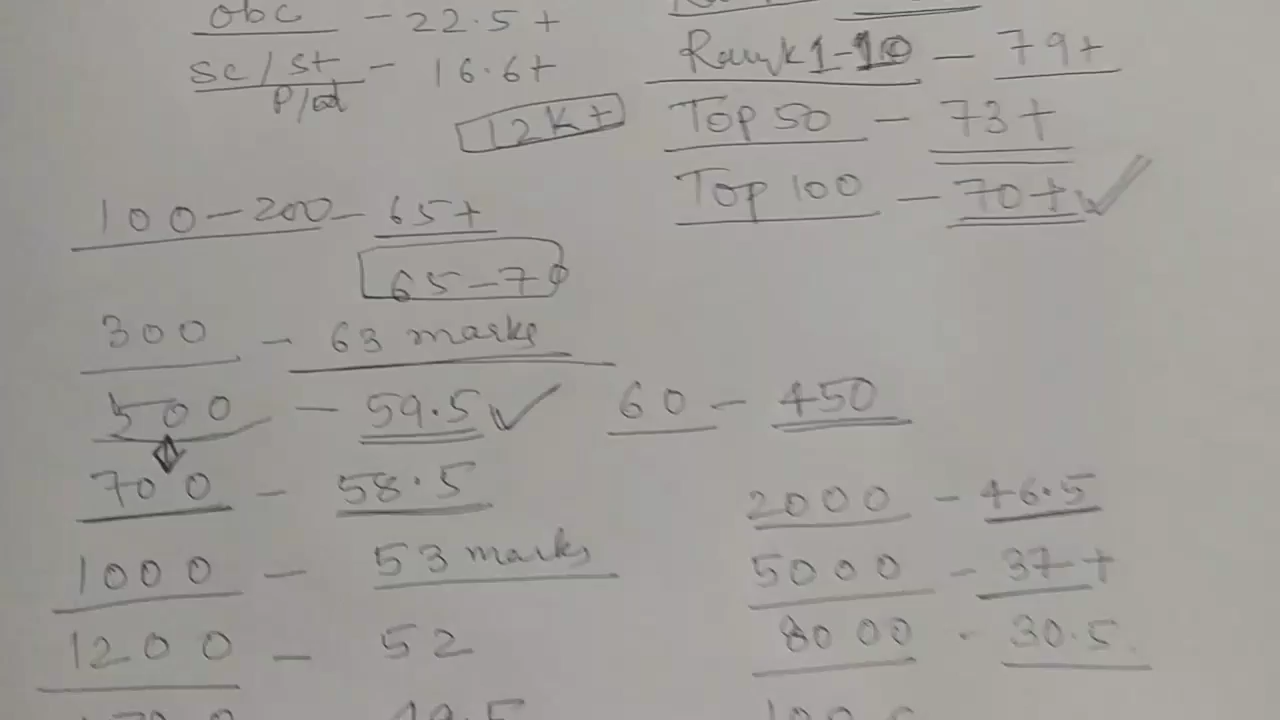 obc - 22.5+
sc/st - 16.6+
12K+
Rank 1-10 - 79+
Top 50 - 73+
Top 100 - 70+ ✓
100-200 - 65+
65-70
300 - 63 marks
500 - 59.5 ✓ 60 - 450
700 - 58.5
1000 - 53 marks
1200 - 52
2000 - 46.5
5000 - 37+
8000 - 30.5